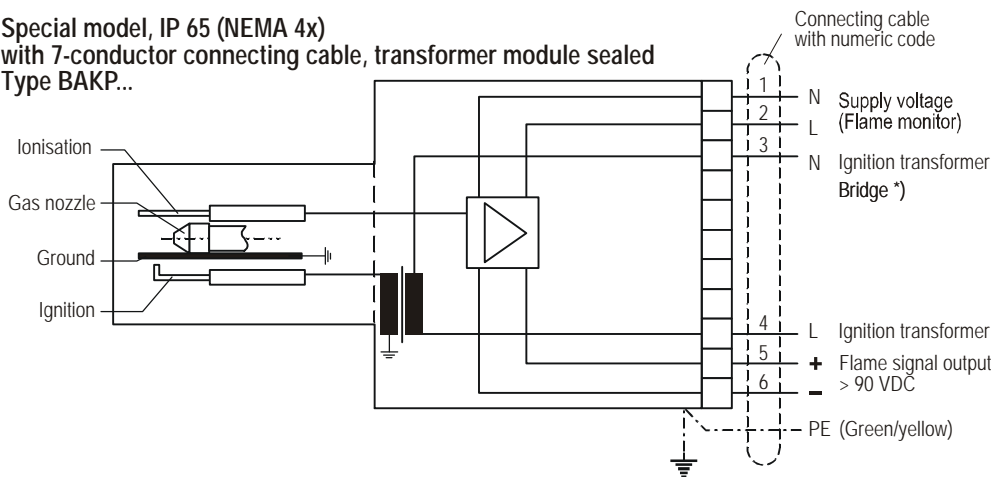 Special model, IP 65 (NEMA 4x)
with 7-conductor connecting cable, transformer module sealed
Type BAKP...
Connecting cable
with numeric code
Ionisation
Gas nozzle
Ground
Ignition
1 N Supply voltage
2 L (Flame monitor)
3 N Ignition transformer
Bridge *)
4 L Ignition transformer
5 + Flame signal output
6 – > 90 VDC
PE (Green/yellow)